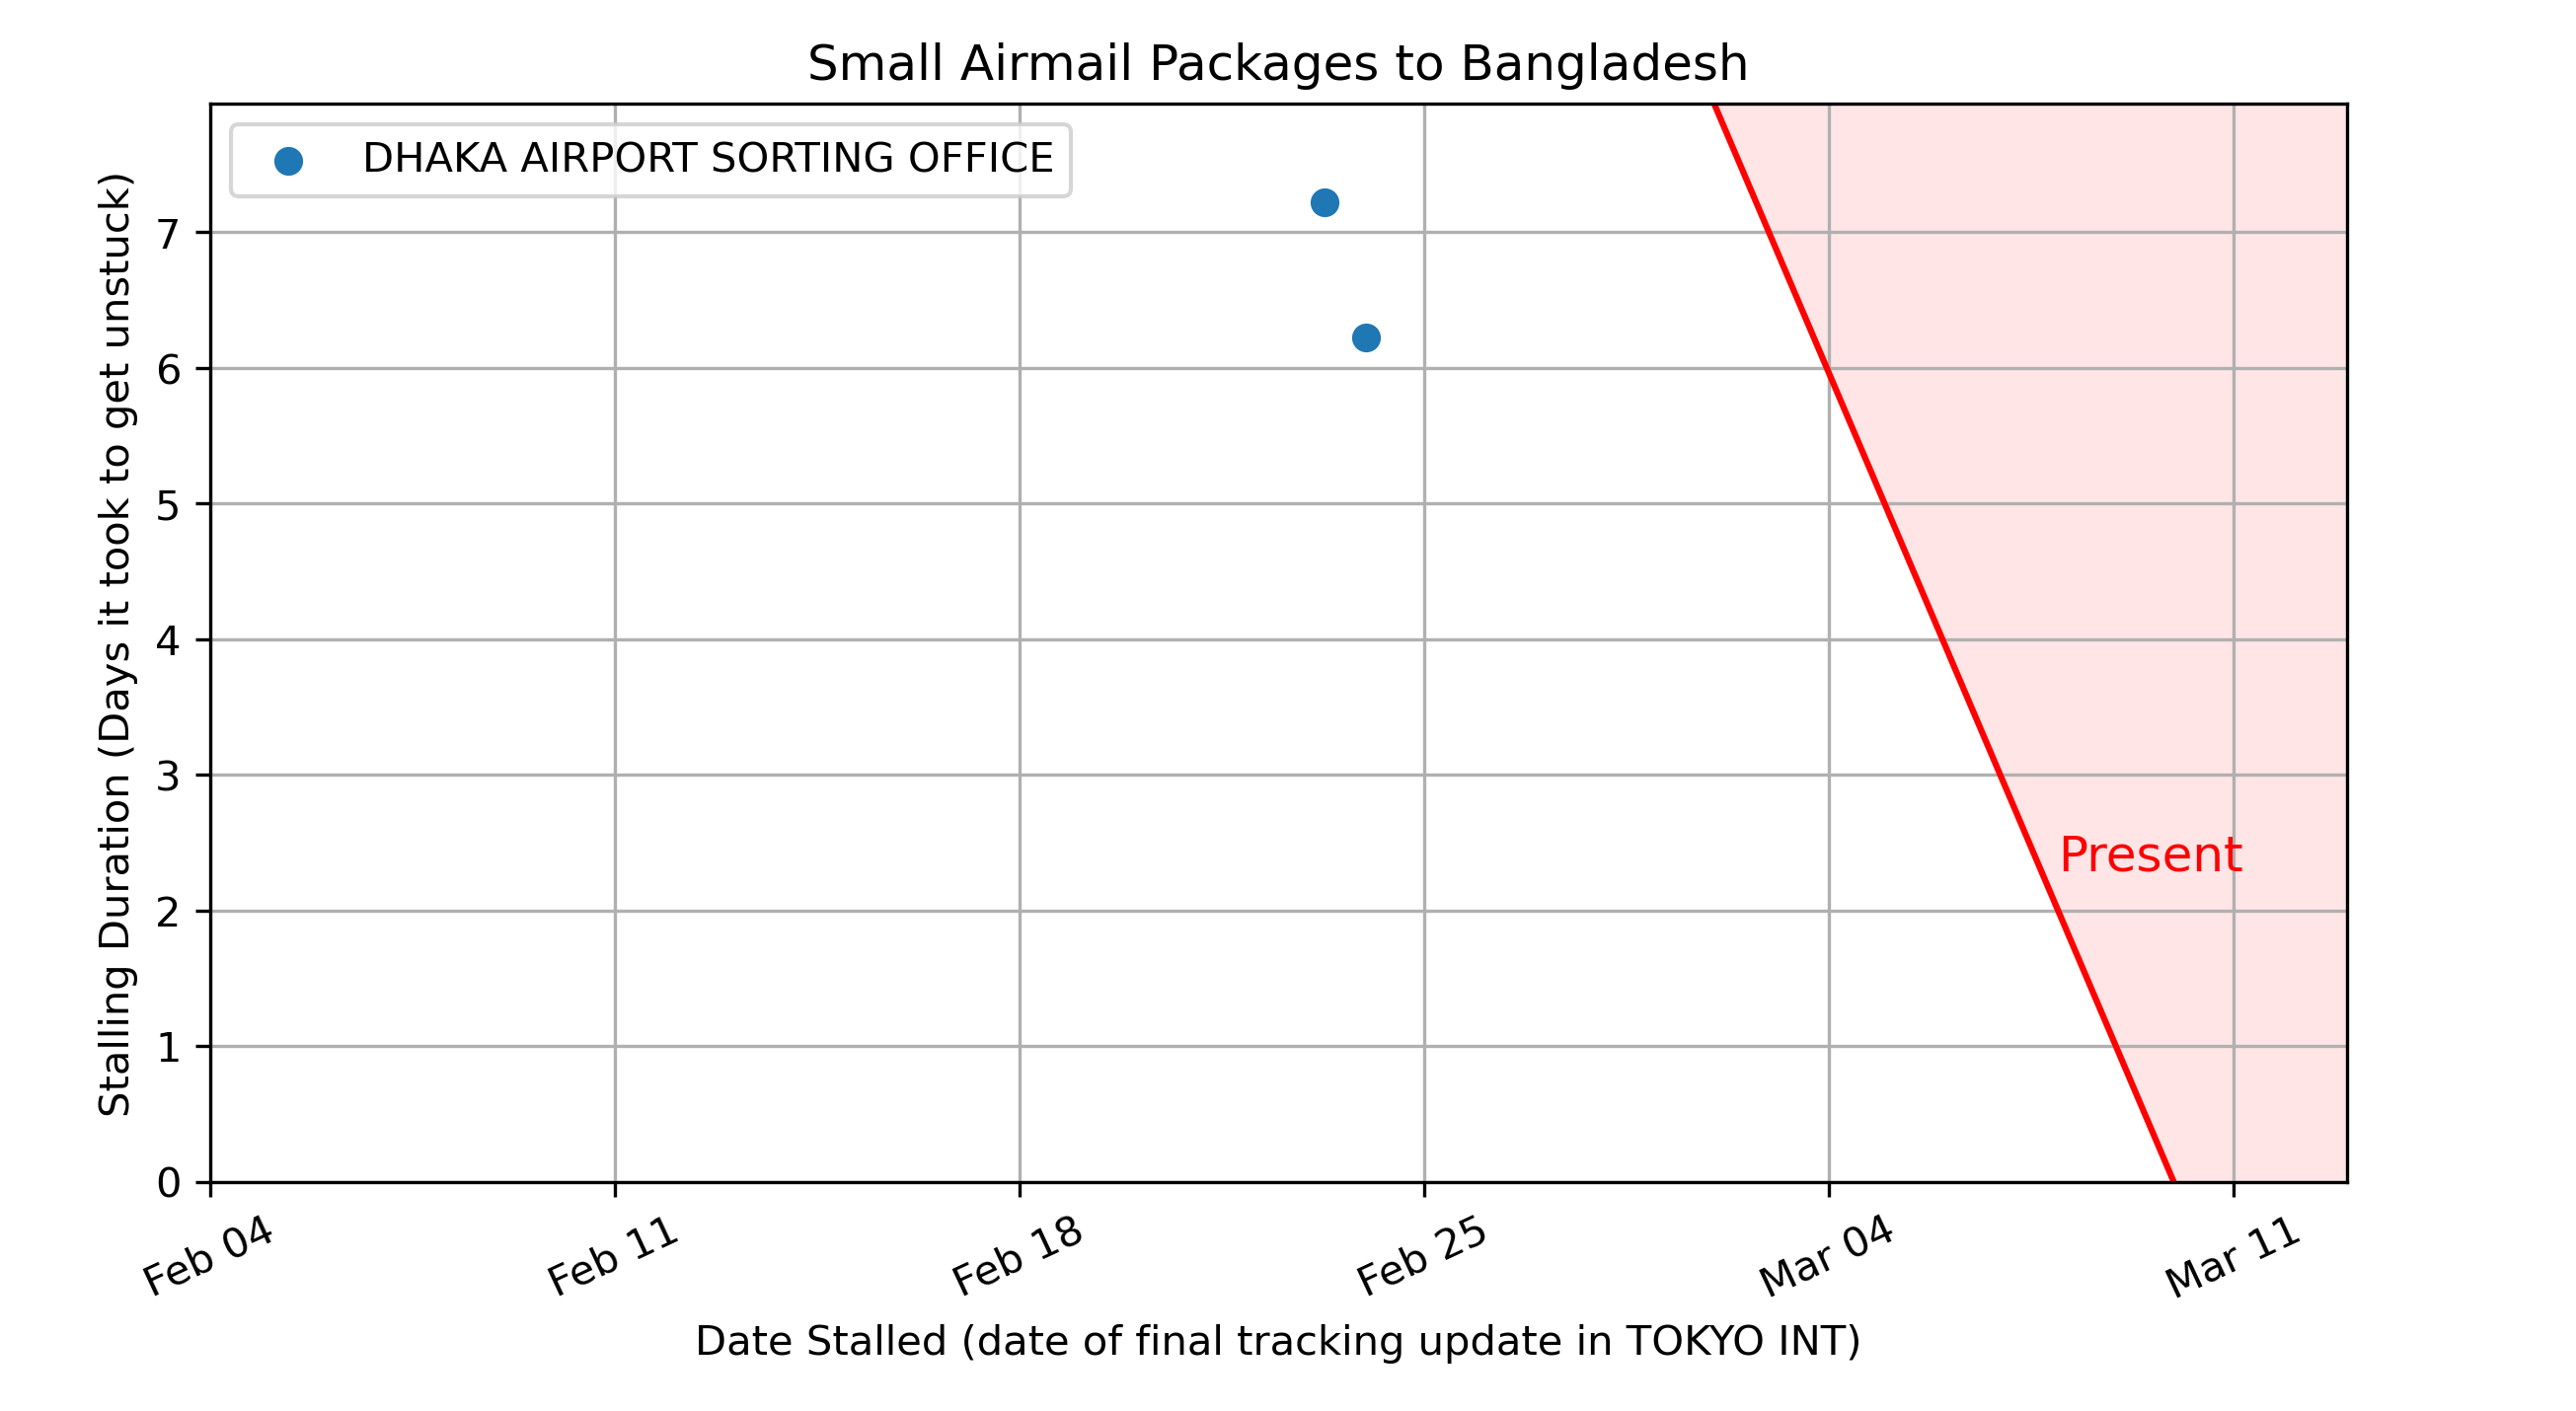 Small Airmail Packages to Bangladesh
DHAKA AIRPORT SORTING OFFICE
Stalling Duration (Days it took to get unstuck)
7
6
5
4
3
2
1
0
Present
Feb 04
Feb 11
Feb 18
Feb 25
Mar 04
Mar 11
Date Stalled (date of final tracking update in TOKYO INT)